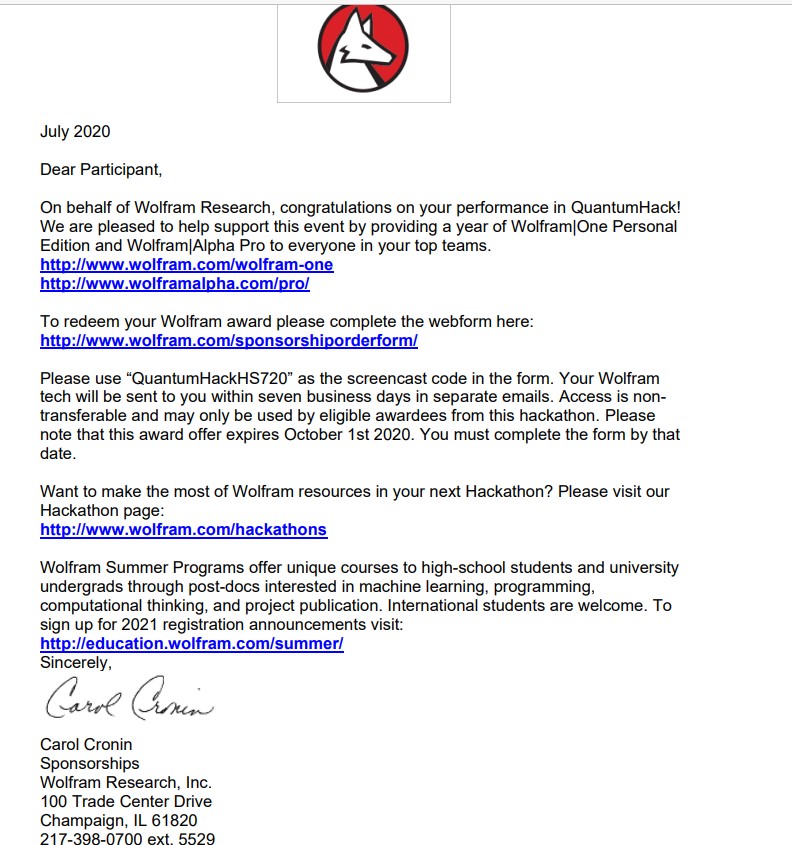 July 2020
Dear Participant,
On behalf of Wolfram Research, congratulations on your performance in QuantumHack!
We are pleased to help support this event by providing a year of Wolfram|One Personal
Edition and Wolfram|Alpha Pro to everyone in your top teams.
http://www.wolfram.com/wolfram-one
http://www.wolframalpha.com/pro/
To redeem your Wolfram award please complete the webform here:
http://www.wolfram.com/sponsorshiporderform/
Please use “QuantumHackHS720” as the screencast code in the form. Your Wolfram
tech will be sent to you within seven business days in separate emails. Access is non-
transferable and may only be used by eligible awardees from this hackathon. Please
note that this award offer expires October 1st 2020. You must complete the form by that
date.
Want to make the most of Wolfram resources in your next Hackathon? Please visit our
Hackathon page:
http://www.wolfram.com/hackathons
Wolfram Summer Programs offer unique courses to high-school students and university
undergrads through post-docs interested in machine learning, programming,
computational thinking, and project publication. International students are welcome. To
sign up for 2021 registration announcements visit:
http://education.wolfram.com/summer/
Sincerely,
Carol Cronin
Carol Cronin
Sponsorships
Wolfram Research, Inc.
100 Trade Center Drive
Champaign, IL 61820
217-398-0700 ext. 5529